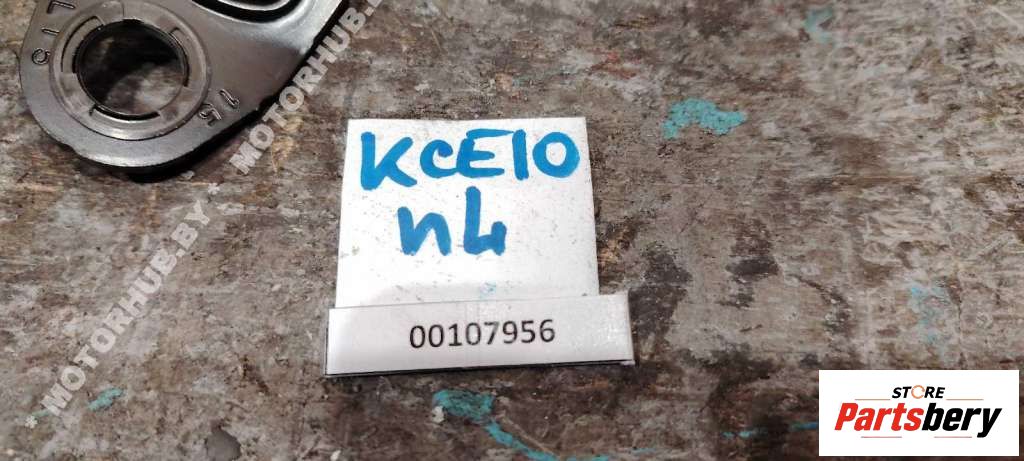 KCE10
n4
00107956
STORE
Partsbery
* MOTORHUB.BY * MOTORHUB.BY